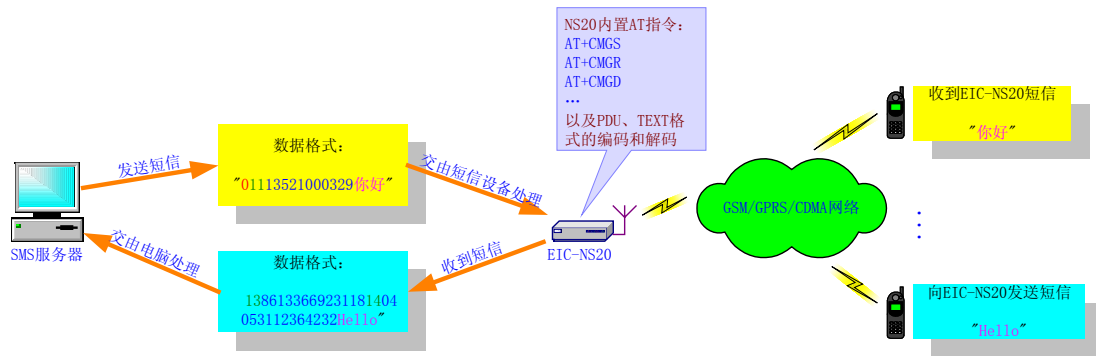 NS20内置AT指令：
AT+CMGS
AT+CMGR
AT+CMGD
…
以及PDU、TEXT格
式的编码和解码
收到EIC-NS20短信
"你好"
数据格式：
"01113521000329你好"
发送短信
交由短信设备处理
GSM/GPRS/CDMA网络
SMS服务器
EIC-NS20
交由电脑处理
收到短信
数据格式：
1386133669231181404
053112364232Hello"
向EIC-NS20发送短信
"Hello"